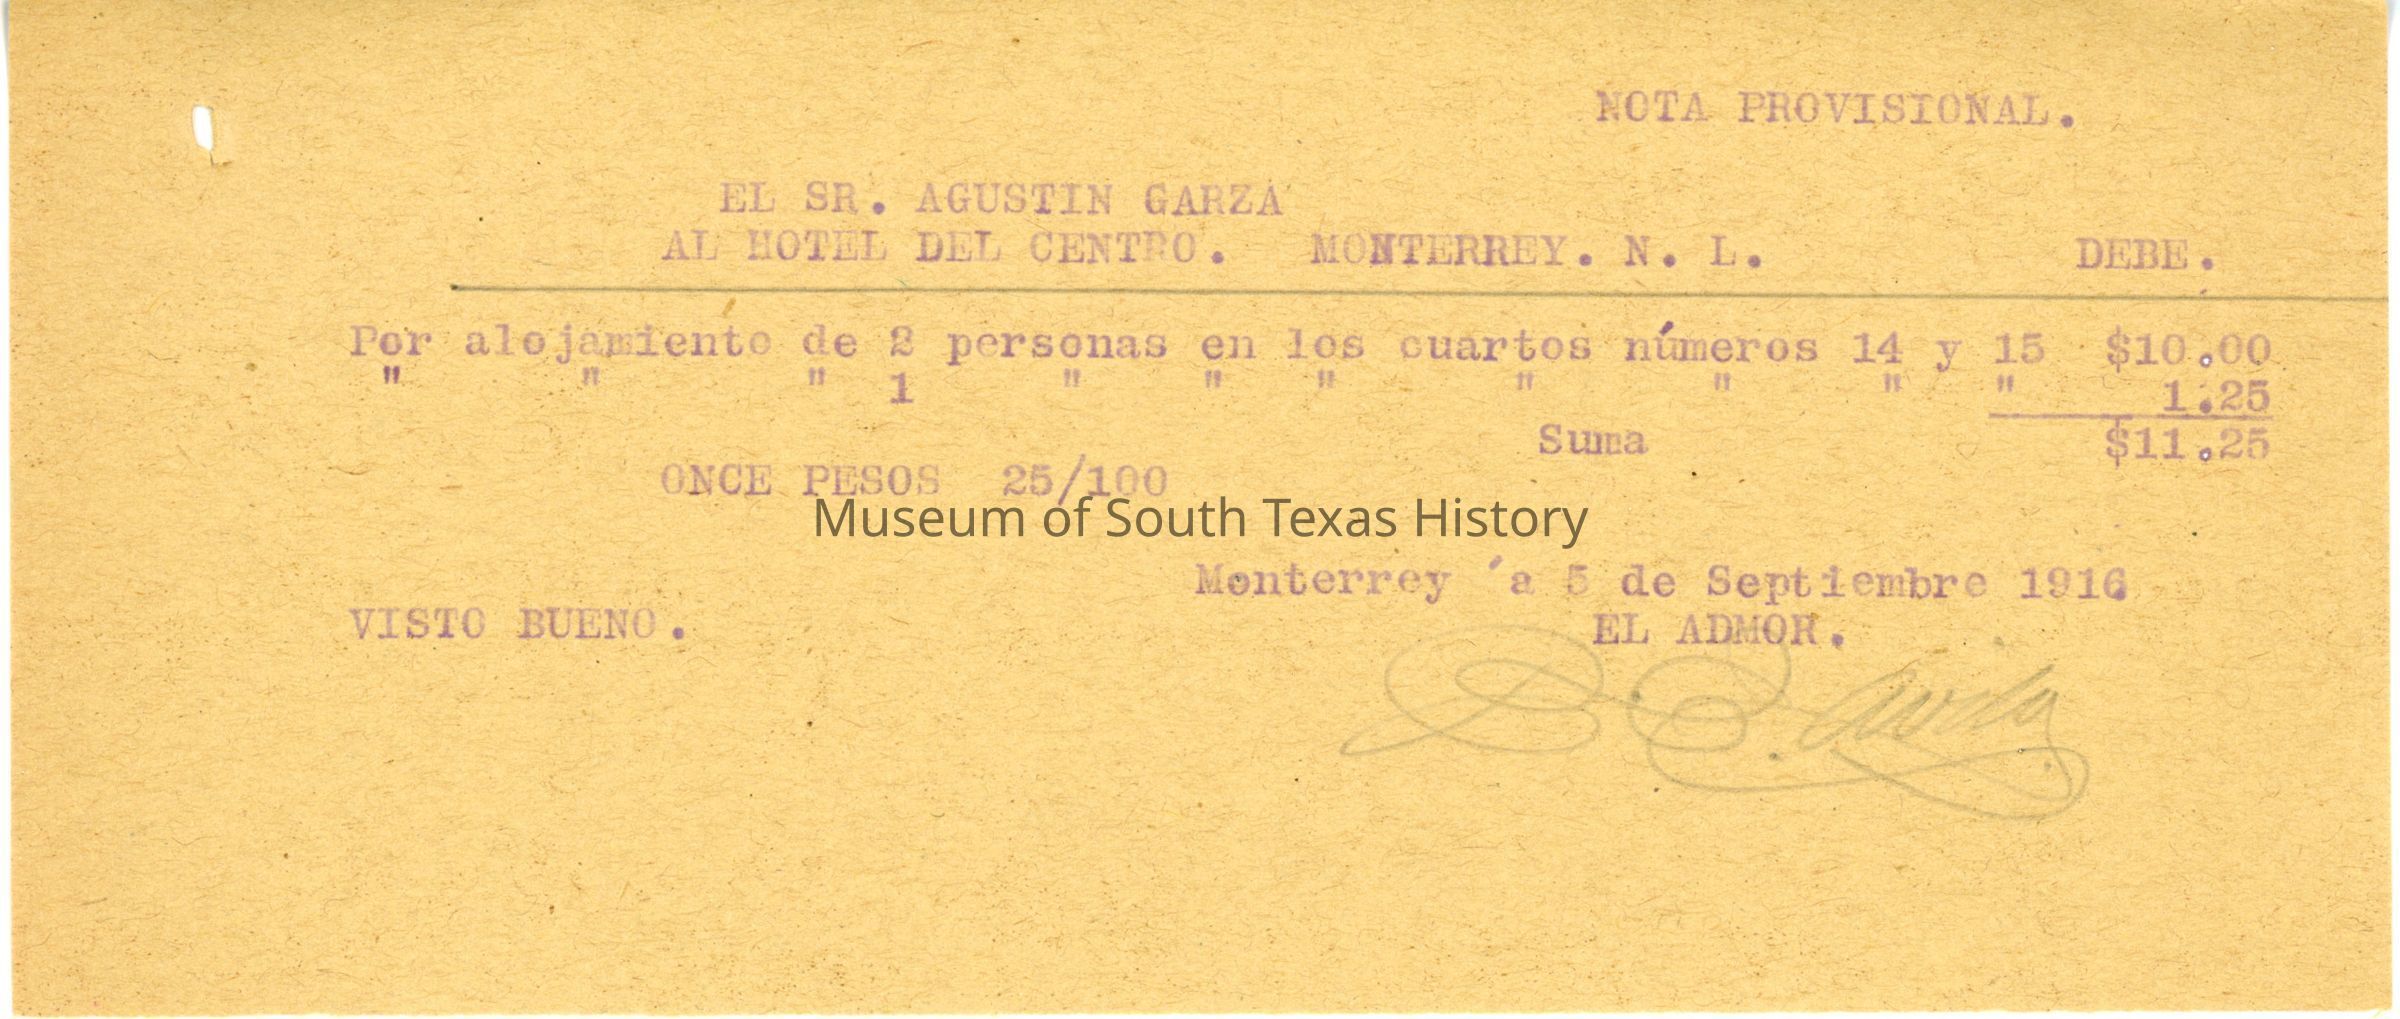 NOTA PROVISIONAL.
EL SR. AGUSTIN GARZA
AL HOTEL DEL CENTRO. MONTERREY. N. L. DEBE.
Por alojamiento de 2 personas en los cuartos números 14 y 15 $10.00
" " " 1 " " " " " " " 1.25
Suma $11.25
ONCE PESOS 25/100
Museum of South Texas History
Monterrey ´a 5 de Septiembre 1916
VISTO BUENO. EL ADMOR.
Avila